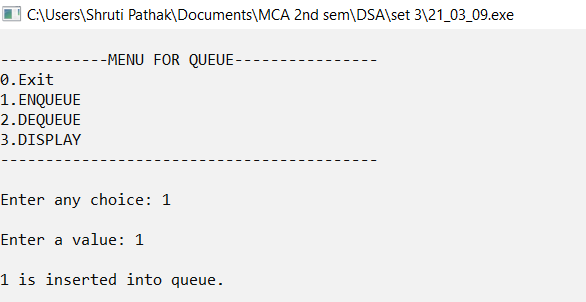 C:\Users\Shruti Pathak\Documents\MCA 2nd sem\DSA\set 3\21_03_09.exe
------------MENU FOR QUEUE----------------
0.Exit
1.ENQUEUE
2.DEQUEUE
3.DISPLAY
------------------------------------------
Enter any choice: 1
Enter a value: 1
1 is inserted into queue.